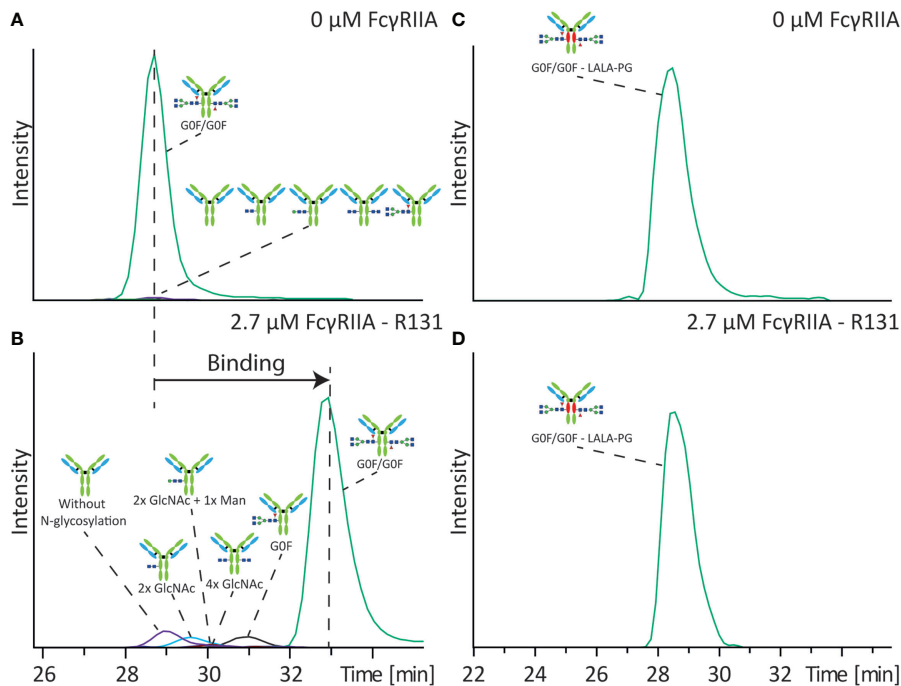 A
0 µM FcγRIIA
Intensity
G0F/G0F
B
2.7 µM FcγRIIA - R131
Intensity
Binding
G0F/G0F
Without
N-glycosylation
2x GlcNAc + 1x Man
G0F
2x GlcNAc
4x GlcNAc
26 28 30 32 Time [min]
C
0 µM FcγRIIA
Intensity
G0F/G0F - LALA-PG
D
2.7 µM FcγRIIA - R131
Intensity
G0F/G0F - LALA-PG
22 24 26 28 30 32 Time [min]